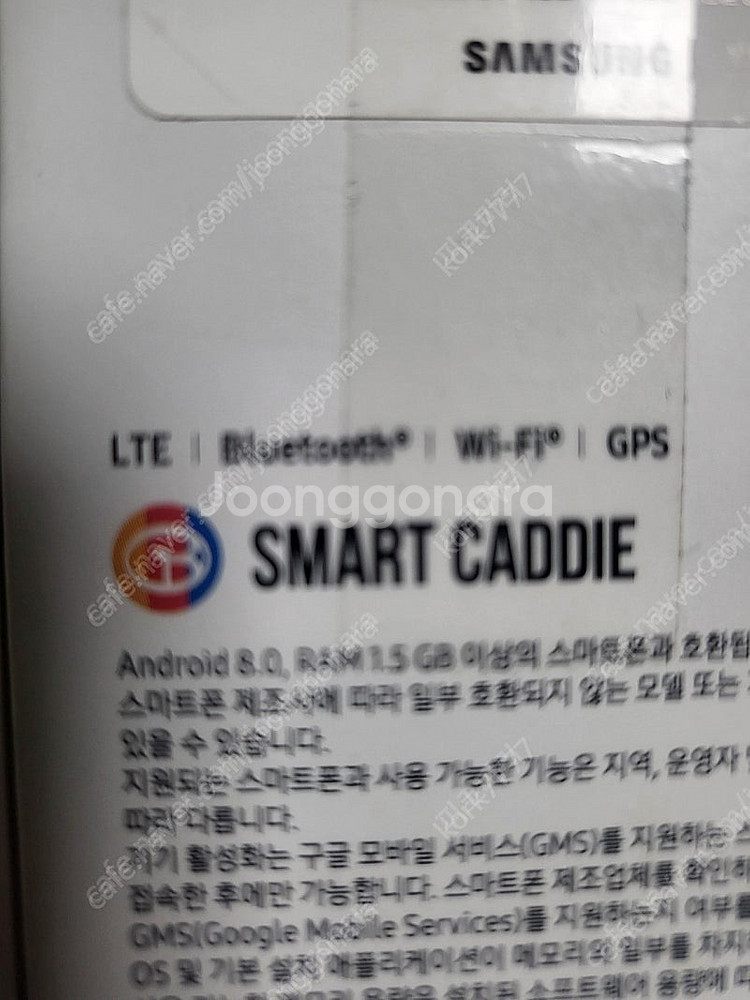 SAMSUNG
LTE | Bluetooth® | Wi-Fi® | GPS
Joonggonara
SMART CADDIE
Android 8.0, RAM 1.5 GB 이상의 스마트폰과 호환됩
스마트폰 제조사에 따라 일부 호환되지 않는 모델 또는
있을 수 있습니다.
지원되는 스마트폰과 사용 가능한 기능은 지역, 운영자
따라 다릅니다.
기기 활성화는 구글 모바일 서비스(GMS)를 지원하는
접속한 후에만 가능합니다. 스마트폰 제조업체를 확인하
GMS(Google Mobile Services)를 지원하는지 여부를
OS 및 기본 설치 애플리케이션이 메모리의 일부를 차지
cafe.naver.com/joonggonara